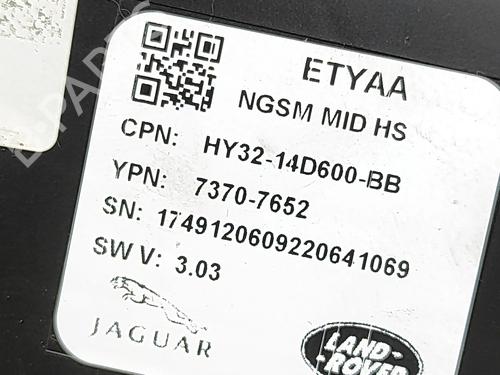 ETYAA
NGSM MID HS
CPN: HY32-14D600-BB
YPN: 7370-7652
SN: 1749120609220641069
SW V: 3.03
JAGUAR
LAND-
ROVER